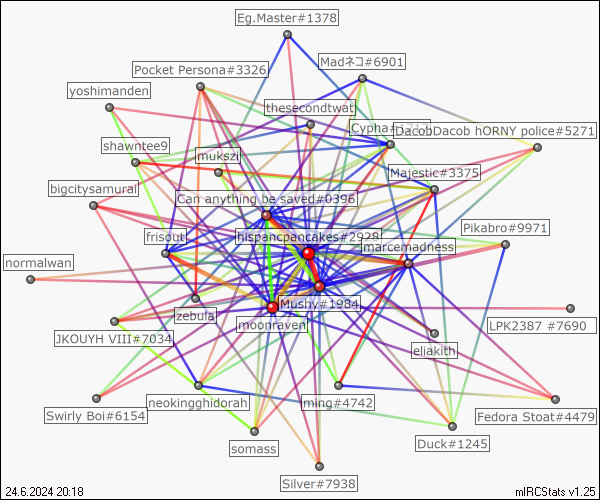 Eg.Master#1378
Madネコ#6901
Pocket Persona#3326
yoshimanden
thesecondtwat
Cypha
DacobDacob hORNY police#5271
shawntee9
mukszil
Majestic#3375
bigcitysamurai
Can anything be saved#0396
Pikabro#9971
frisout
hispancpancakes#2928
marcemadness
normalwan
Mushy#1984
zebula
moonraven
LPK2387 #7690
JKOUYH VIII#7034
eliakith
neokingghidorah
ming#4742
Swirly Boi#6154
Fedora Stoat#4479
somass
Duck#1245
Silver#7938
24.6.2024 20:18
mIRCStats v1.25